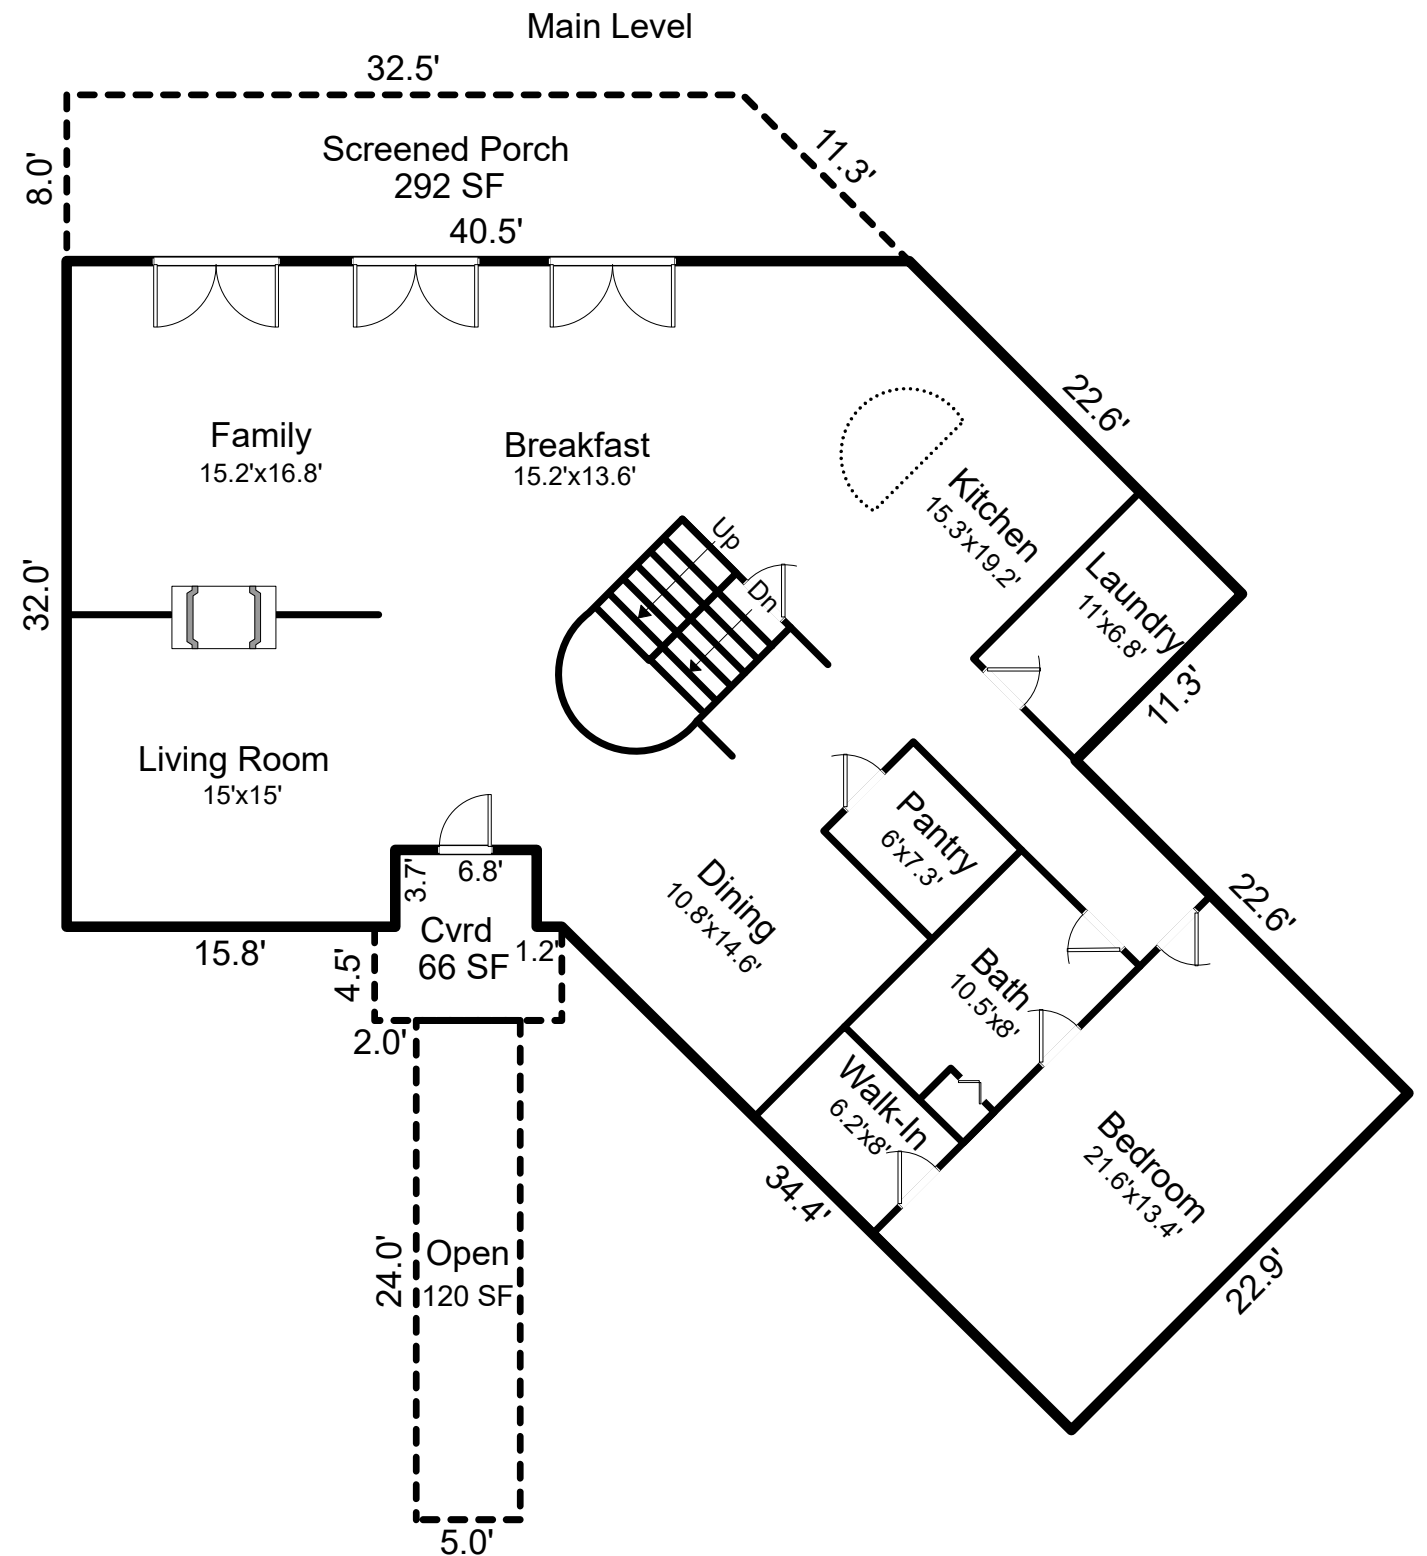 Main Level
32.5'
11.3'
8.0'
Screened Porch
292 SF
40.5'
22.6'
Family
15.2'x16.8'
Breakfast
15.2'x13.6'
Kitchen
15.3'x19.2'
Up
Dn
Laundry
11'x6.8'
11.3'
32.0'
Living Room
15'x15'
Pantry
6'x7.3'
Dining
10.8'x14.6'
3.7'
6.8'
Cvrd
66 SF
1.2'
15.8'
4.5'
2.0'
22.6'
Bath
10.5'x8'
Walk-In
6.2'x8'
Bedroom
21.6'x13.4'
34.4'
22.9'
24.0'
Open
120 SF
5.0'